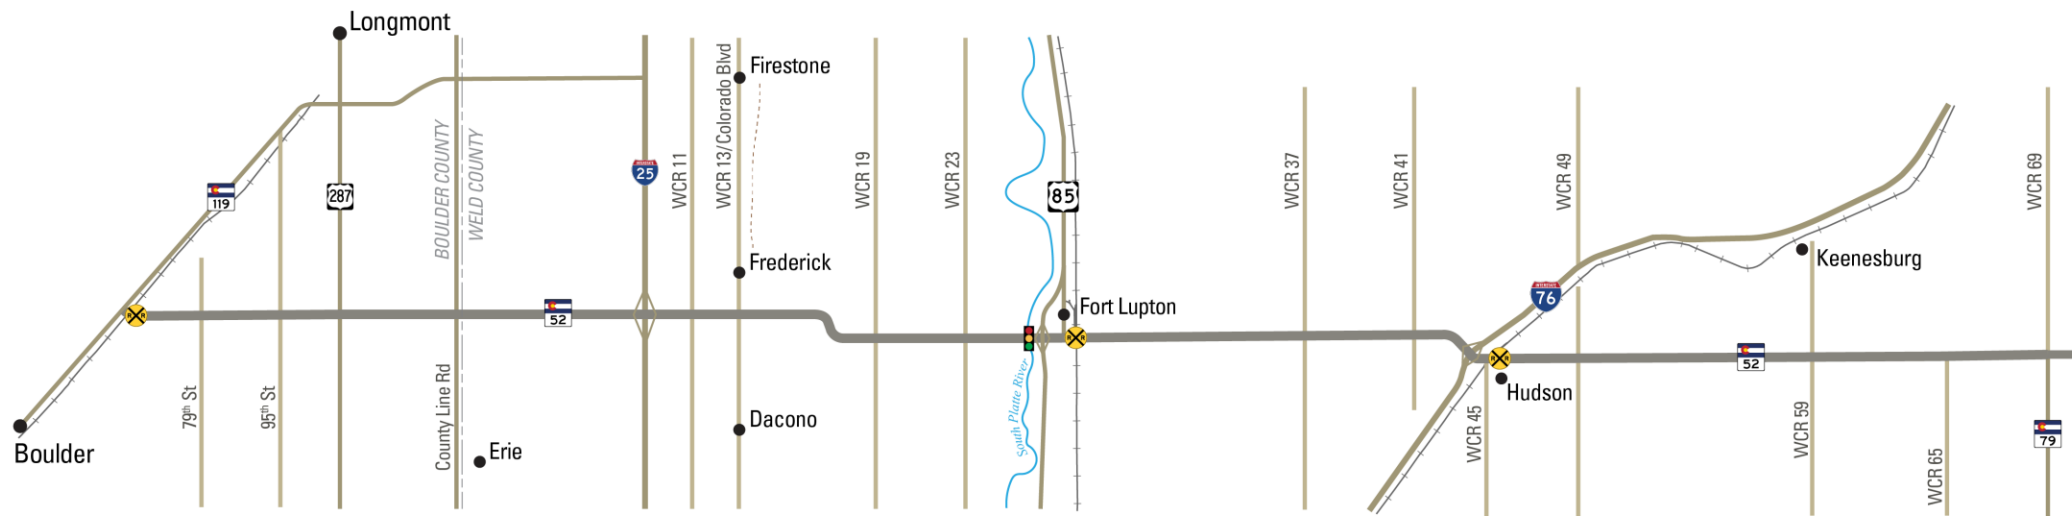 Longmont
Firestone
BOULDER COUNTY
WELD COUNTY
WCR 11
WCR 13/Colorado Blvd
WCR 19
WCR 23
WCR 37
WCR 41
WCR 49
WCR 69
119
287
INTERSTATE
25
85
Frederick
Keenesburg
INTERSTATE
76
Fort Lupton
R R
52
R R
R R
52
Hudson
79th St
95th St
County Line Rd
South Platte River
WCR 45
WCR 59
WCR 65
79
Dacono
Erie
Boulder